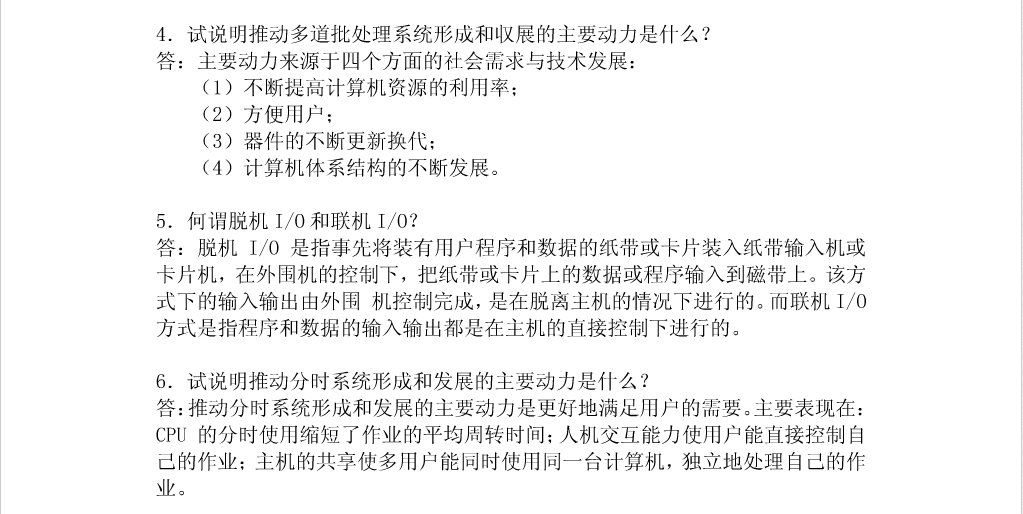 4. 试说明推动多道批处理系统形成和収展的主要动力是什么?
答: 主要动力来源于四个方面的社会需求与技术发展:
(1) 不断提高计算机资源的利用率;
(2) 方便用户;
(3) 器件的不断更新换代;
(4) 计算机体系结构的不断发展。
5. 何谓脱机 I/O 和联机 I/O?
答: 脱机 I/O 是指事先将装有用户程序和数据的纸带或卡片装入纸带输入机或
卡片机, 在外围机的控制下, 把纸带或卡片上的数据或程序输入到磁带上。该方
式下的输入输出由外围 机控制完成, 是在脱离主机的情况下进行的。而联机 I/O
方式是指程序和数据的输入输出都是在主机的直接控制下进行的。
6. 试说明推动分时系统形成和发展的主要动力是什么?
答: 推动分时系统形成和发展的主要动力是更好地满足用户的需要。主要表现在:
CPU 的分时使用缩短了作业的平均周转时间; 人机交互能力使用户能直接控制自
己的作业; 主机的共享使多用户能同时使用同一台计算机, 独立地处理自己的作
业。